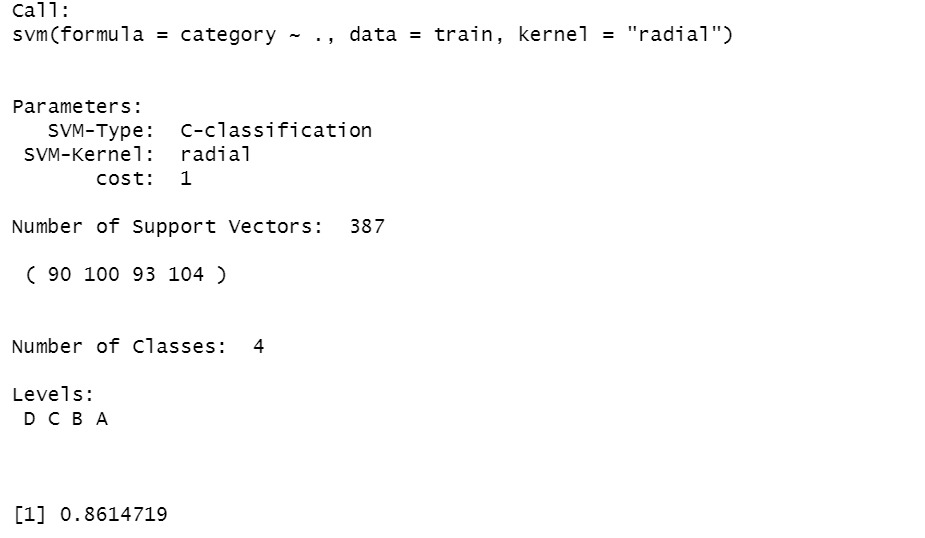 Call:
svm(formula = category ~ ., data = train, kernel = "radial")
Parameters:
SVM-Type: C-classification
SVM-Kernel: radial
cost: 1
Number of Support Vectors: 387
( 90 100 93 104 )
Number of Classes: 4
Levels:
D C B A
[1] 0.8614719